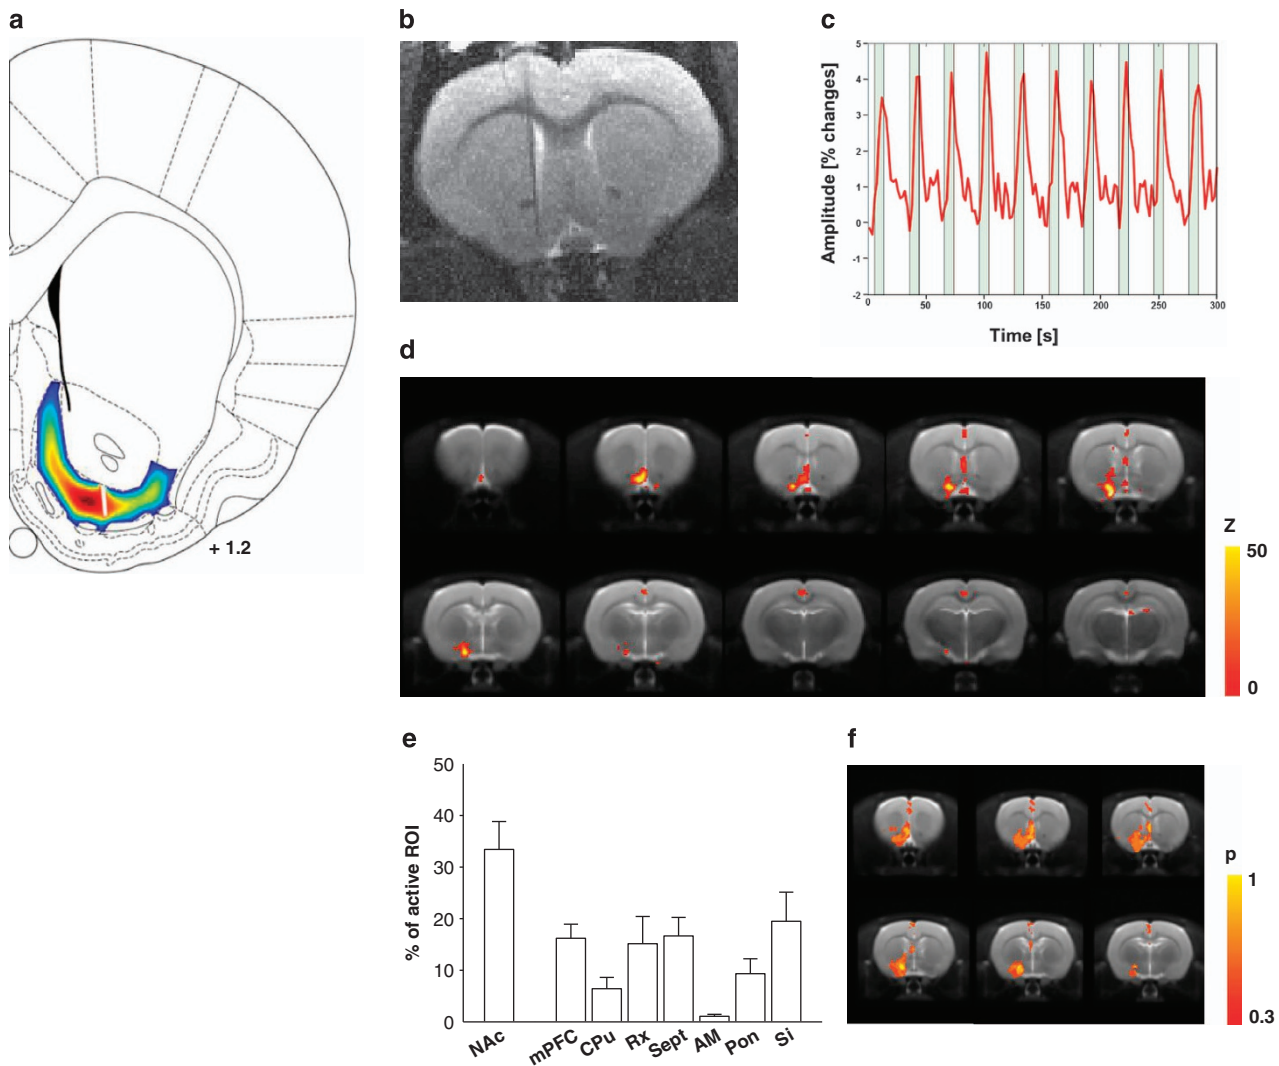 a
+ 1.2
b
c
Amplitude [% changes]
5
4
3
2
1
0
-1
-2
0 50 100 150 200 250 300
Time [s]
d
Z
50
0
e
% of active ROI
50
40
30
20
10
0
NAc mPFC CPu Rx Sept AM Pon Si
f
p
1
0.3